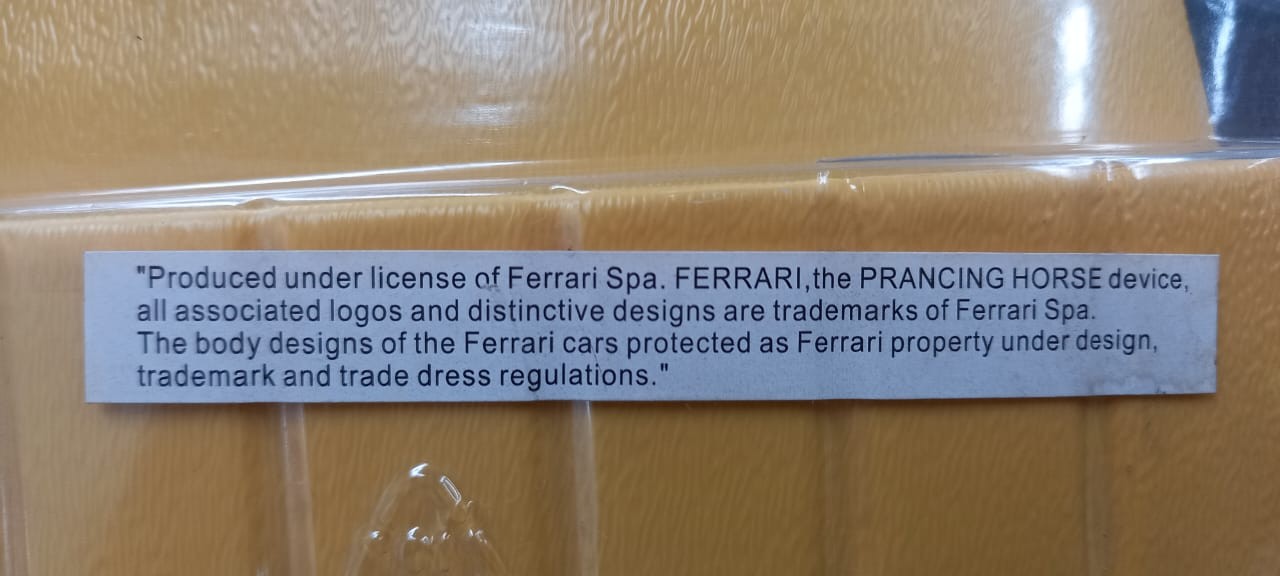 "Produced under license of Ferrari Spa. FERRARI,the PRANCING HORSE device,
all associated logos and distinctive designs are trademarks of Ferrari Spa.
The body designs of the Ferrari cars protected as Ferrari property under design,
trademark and trade dress regulations."